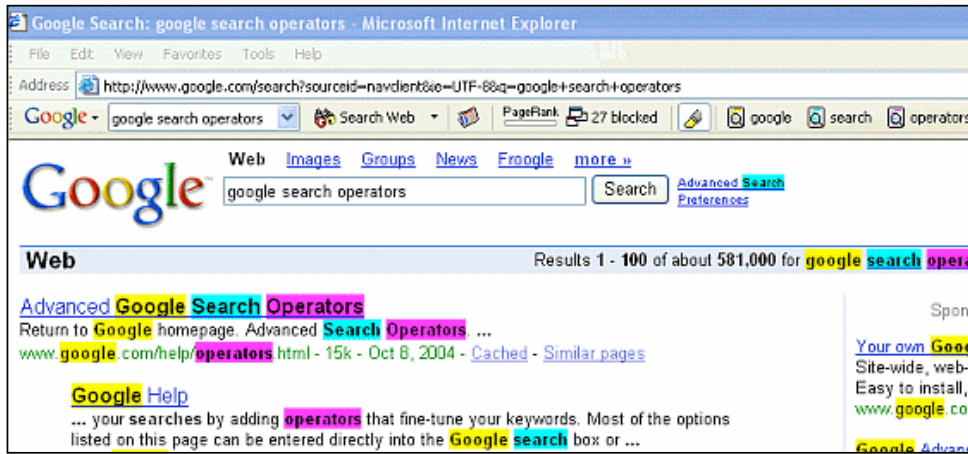 Google Search: google search operators - Microsoft Internet Explorer
File Edit View Favorites Tools Help
Address http://www.google.com/search?sourceid=navclient&ie=UTF-8&q=google+search+operators
Google google search operators Search Web PageRank 27 blocked google search operators
Web Images Groups News Froogle more »
Google google search operators Search Advanced Search
Preferences
Web Results 1 - 100 of about 581,000 for google search opera
Advanced Google Search Operators
Return to Google homepage. Advanced Search Operators. ...
www.google.com/help/operators.html - 15k - Oct 8, 2004 - Cached - Similar pages
Google Help
... your searches by adding operators that fine-tune your keywords. Most of the options
listed on this page can be entered directly into the Google search box or ...
Spon
Your own Goog
Site-wide, web-
Easy to install,
www.google.co
Google Advan